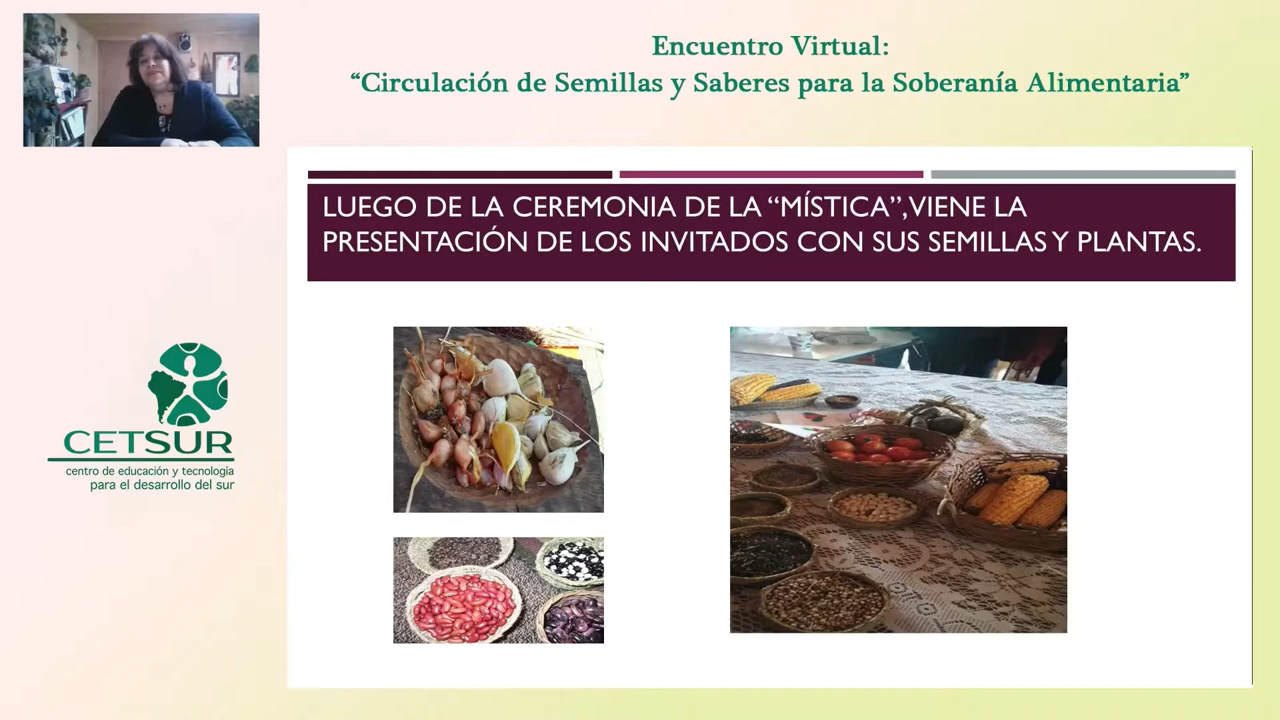 Encuentro Virtual:
“Circulación de Semillas y Saberes para la Soberanía Alimentaria”
LUEGO DE LA CEREMONIA DE LA “MÍSTICA”, VIENE LA
PRESENTACIÓN DE LOS INVITADOS CON SUS SEMILLAS Y PLANTAS.
CETSUR
centro de educación y tecnología
para el desarrollo del sur